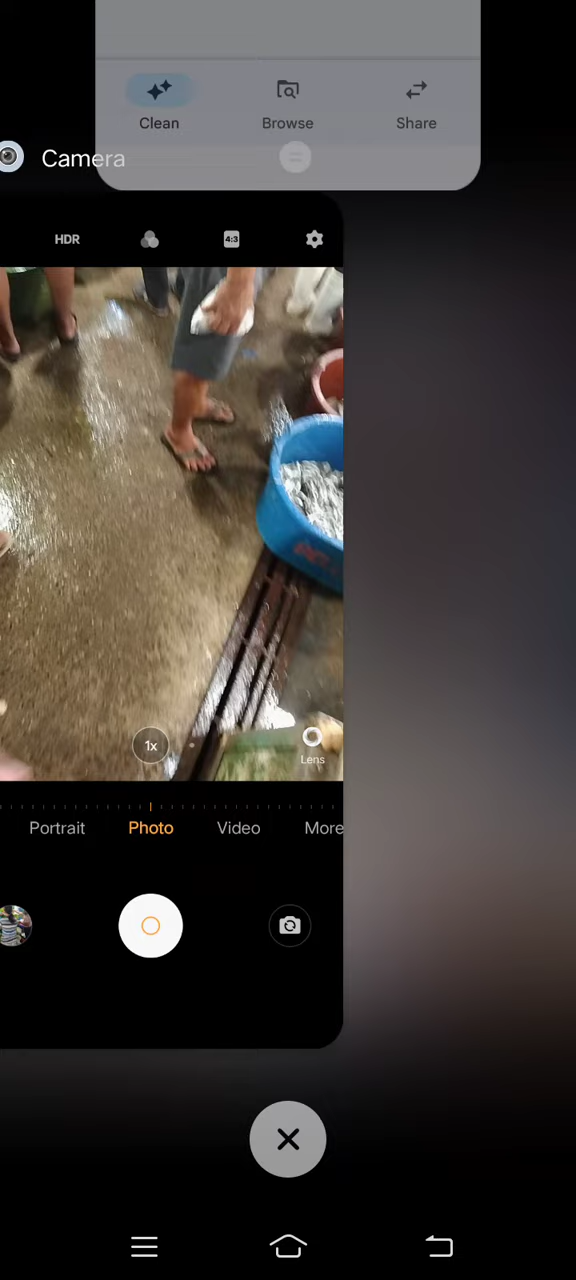 Clean
Browse
Share
Camera
HDR
4:3
1x
Lens
Portrait
Photo
Video
More